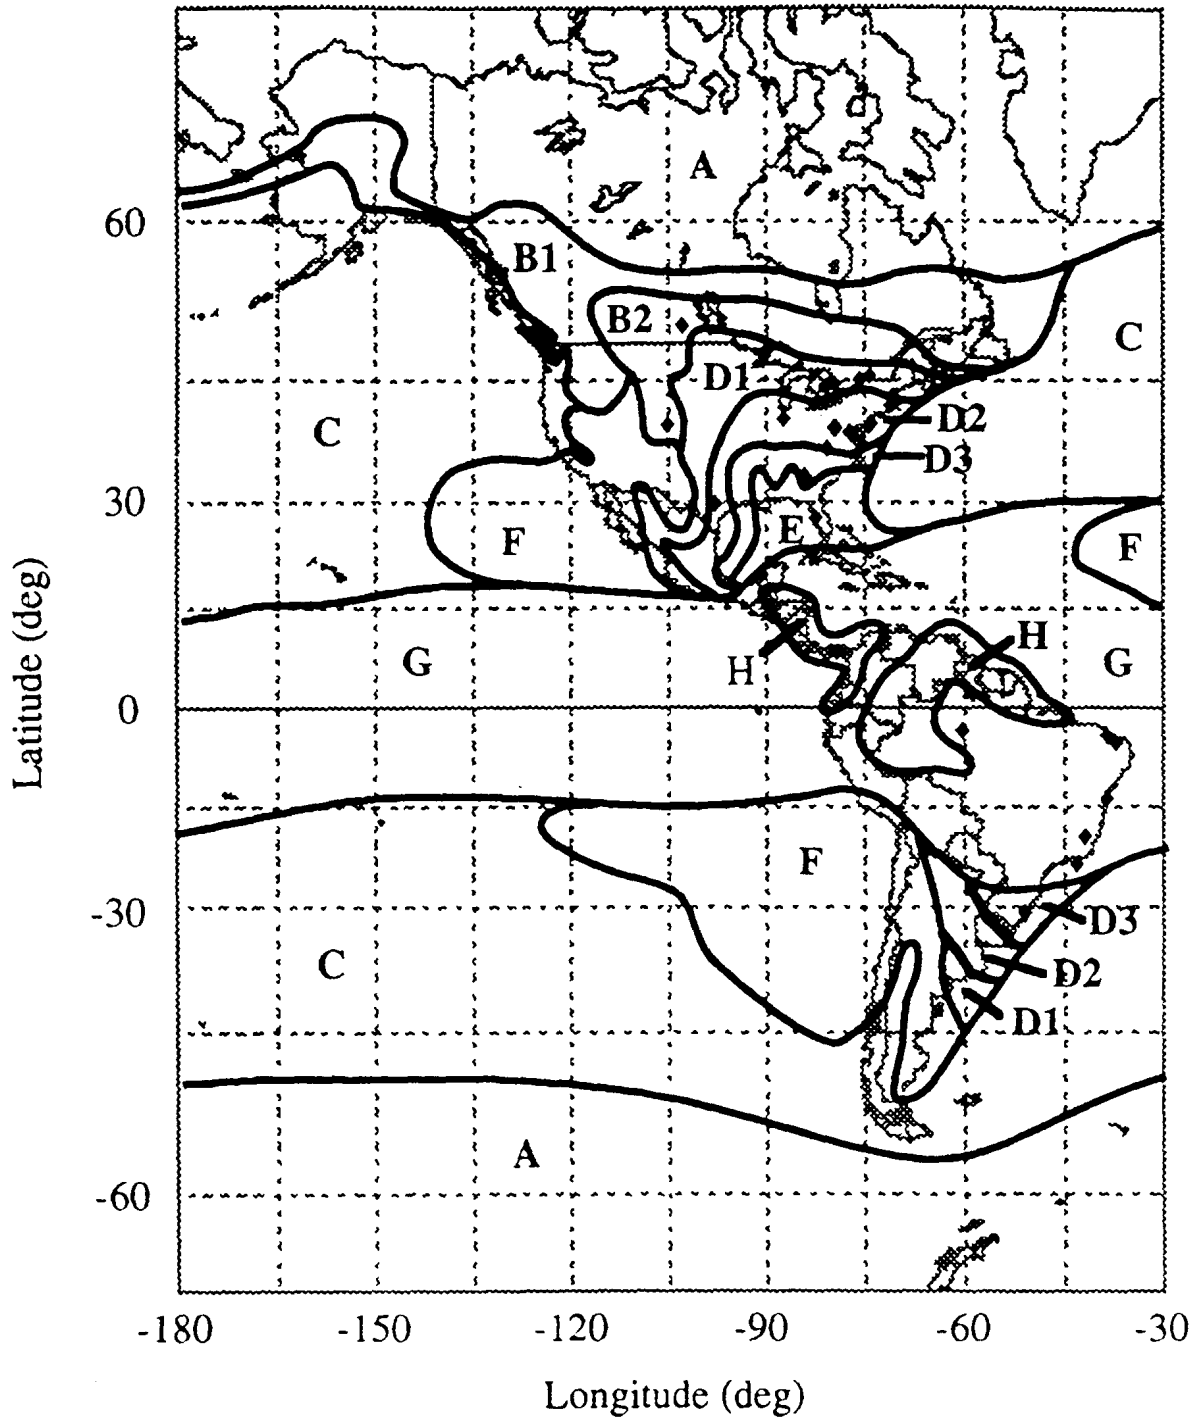 A
60
B1
B2
C
D1
C
D2
D3
30
E
F
F
H
G
H
G
0
F
-30
D3
C
D2
D1
A
-60
-180
-150
-120
-90
-60
-30
Latitude (deg)
Longitude (deg)